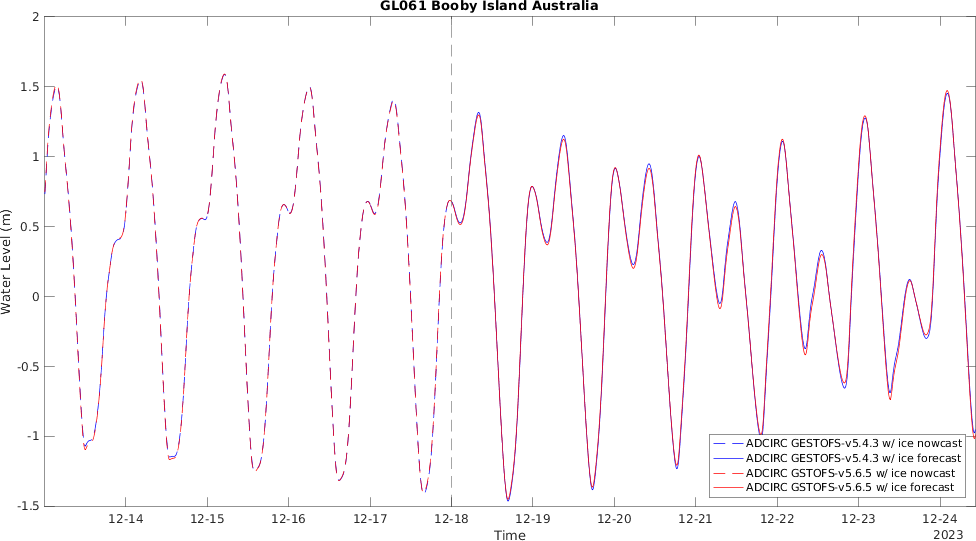 GL061 Booby Island Australia
2
1.5
1
0.5
0
-0.5
-1
-1.5
Water Level (m)
ADCIRC GESTOFS-v5.4.3 w/ ice nowcast
ADCIRC GESTOFS-v5.4.3 w/ ice forecast
ADCIRC GSTOFS-v5.6.5 w/ ice nowcast
ADCIRC GSTOFS-v5.6.5 w/ ice forecast
12-14 12-15 12-16 12-17 12-18 12-19 12-20 12-21 12-22 12-23 12-24
Time
2023